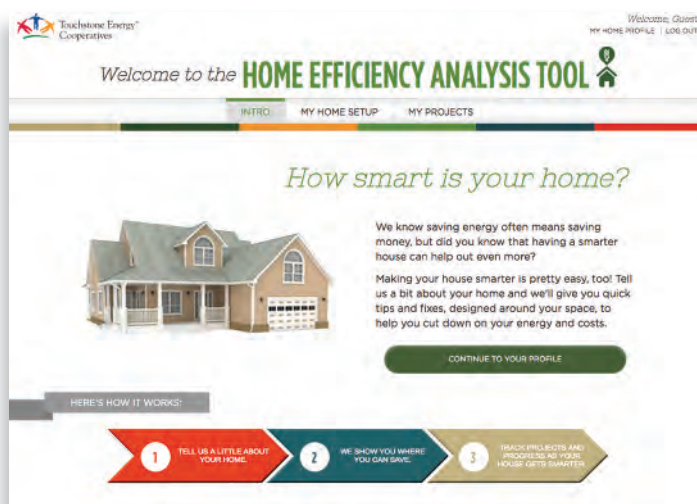 Touchstone Energy®
Cooperatives
Welcome, Guest
MY HOME PROFILE | LOG OUT
Welcome to the HOME EFFICIENCY ANALYSIS TOOL
INTRO MY HOME SETUP MY PROJECTS
How smart is your home?
We know saving energy often means saving
money, but did you know that having a smarter
house can help out even more?
Making your house smarter is pretty easy, too! Tell
us a bit about your home and we'll give you quick
tips and fixes, designed around your space, to
help you cut down on your energy and costs.
CONTINUE TO YOUR PROFILE
HERE'S HOW IT WORKS:
1 TELL US A LITTLE ABOUT
YOUR HOME.
2 WE SHOW YOU WHERE
YOU CAN SAVE.
3 TRACK PROJECTS AND
PROGRESS AS YOUR
HOUSE GETS SMARTER